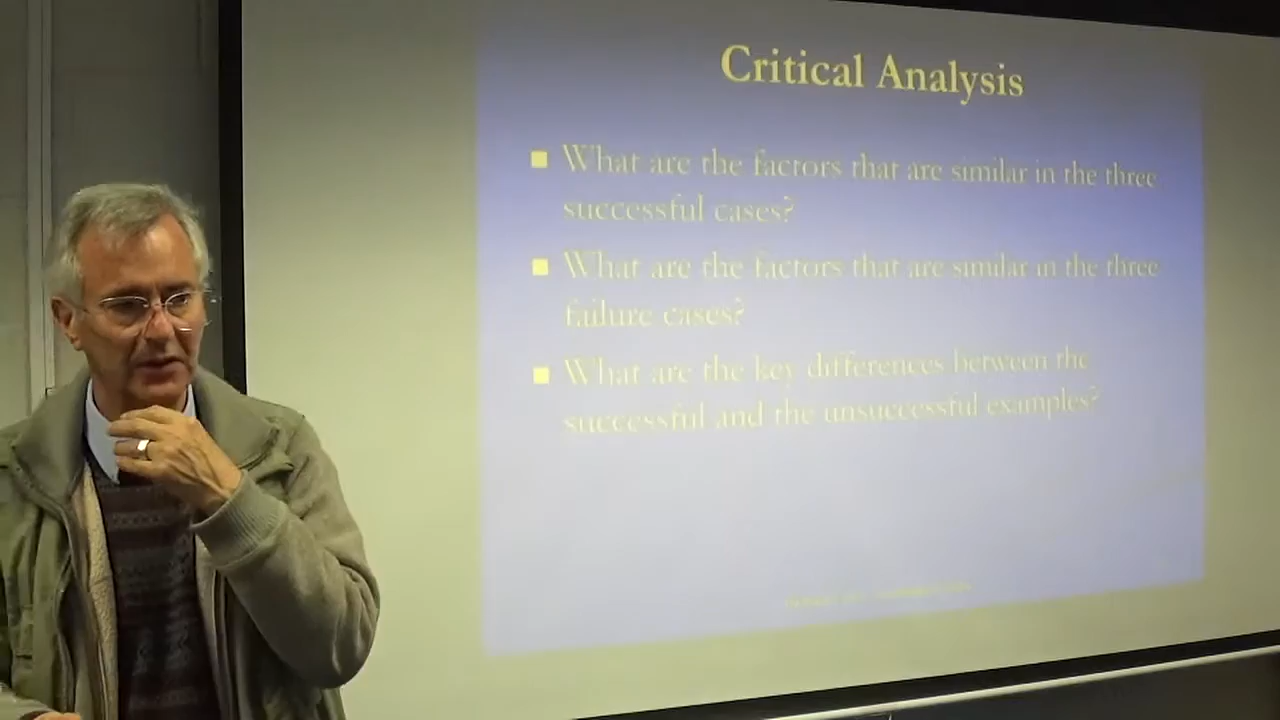 Critical Analysis
What are the factors that are similar in the three
successful cases?
What are the factors that are similar in the three
failure cases?
What are the key differences between the
successful and the unsuccessful examples?